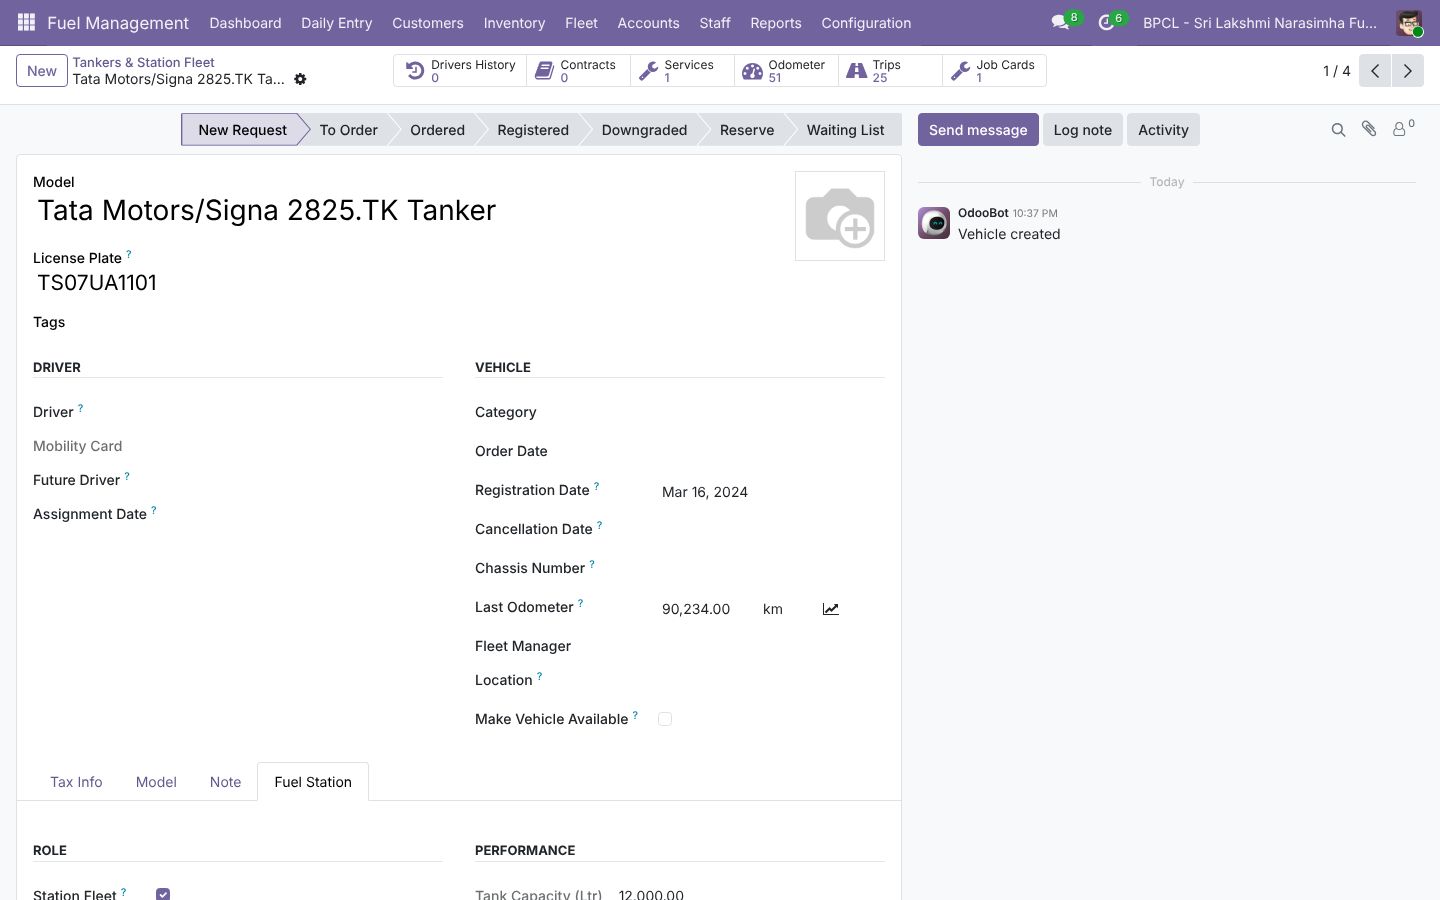 Fuel Management Dashboard Daily Entry Customers Inventory Fleet Accounts Staff Reports Configuration 8 6 BPCL - Sri Lakshmi Narasimha Fu...
New
Tankers & Station Fleet
Tata Motors/Signa 2825.TK Ta...
Drivers History
0
Contracts
0
Services
1
Odometer
51
Trips
25
Job Cards
1
1 / 4
New Request To Order Ordered Registered Downgraded Reserve Waiting List
Send message Log note Activity 0
Model
Tata Motors/Signa 2825.TK Tanker
License Plate ?
TS07UA1101
Tags
DRIVER
Driver ?
Mobility Card
Future Driver ?
Assignment Date ?
VEHICLE
Category
Order Date
Registration Date ? Mar 16, 2024
Cancellation Date ?
Chassis Number ?
Last Odometer ? 90,234.00 km
Fleet Manager
Location ?
Make Vehicle Available ?
Tax Info Model Note Fuel Station
ROLE
Station Fleet ?
PERFORMANCE
Tank Capacity (Ltr) 12,000.00
Today
OdooBot 10:37 PM
Vehicle created